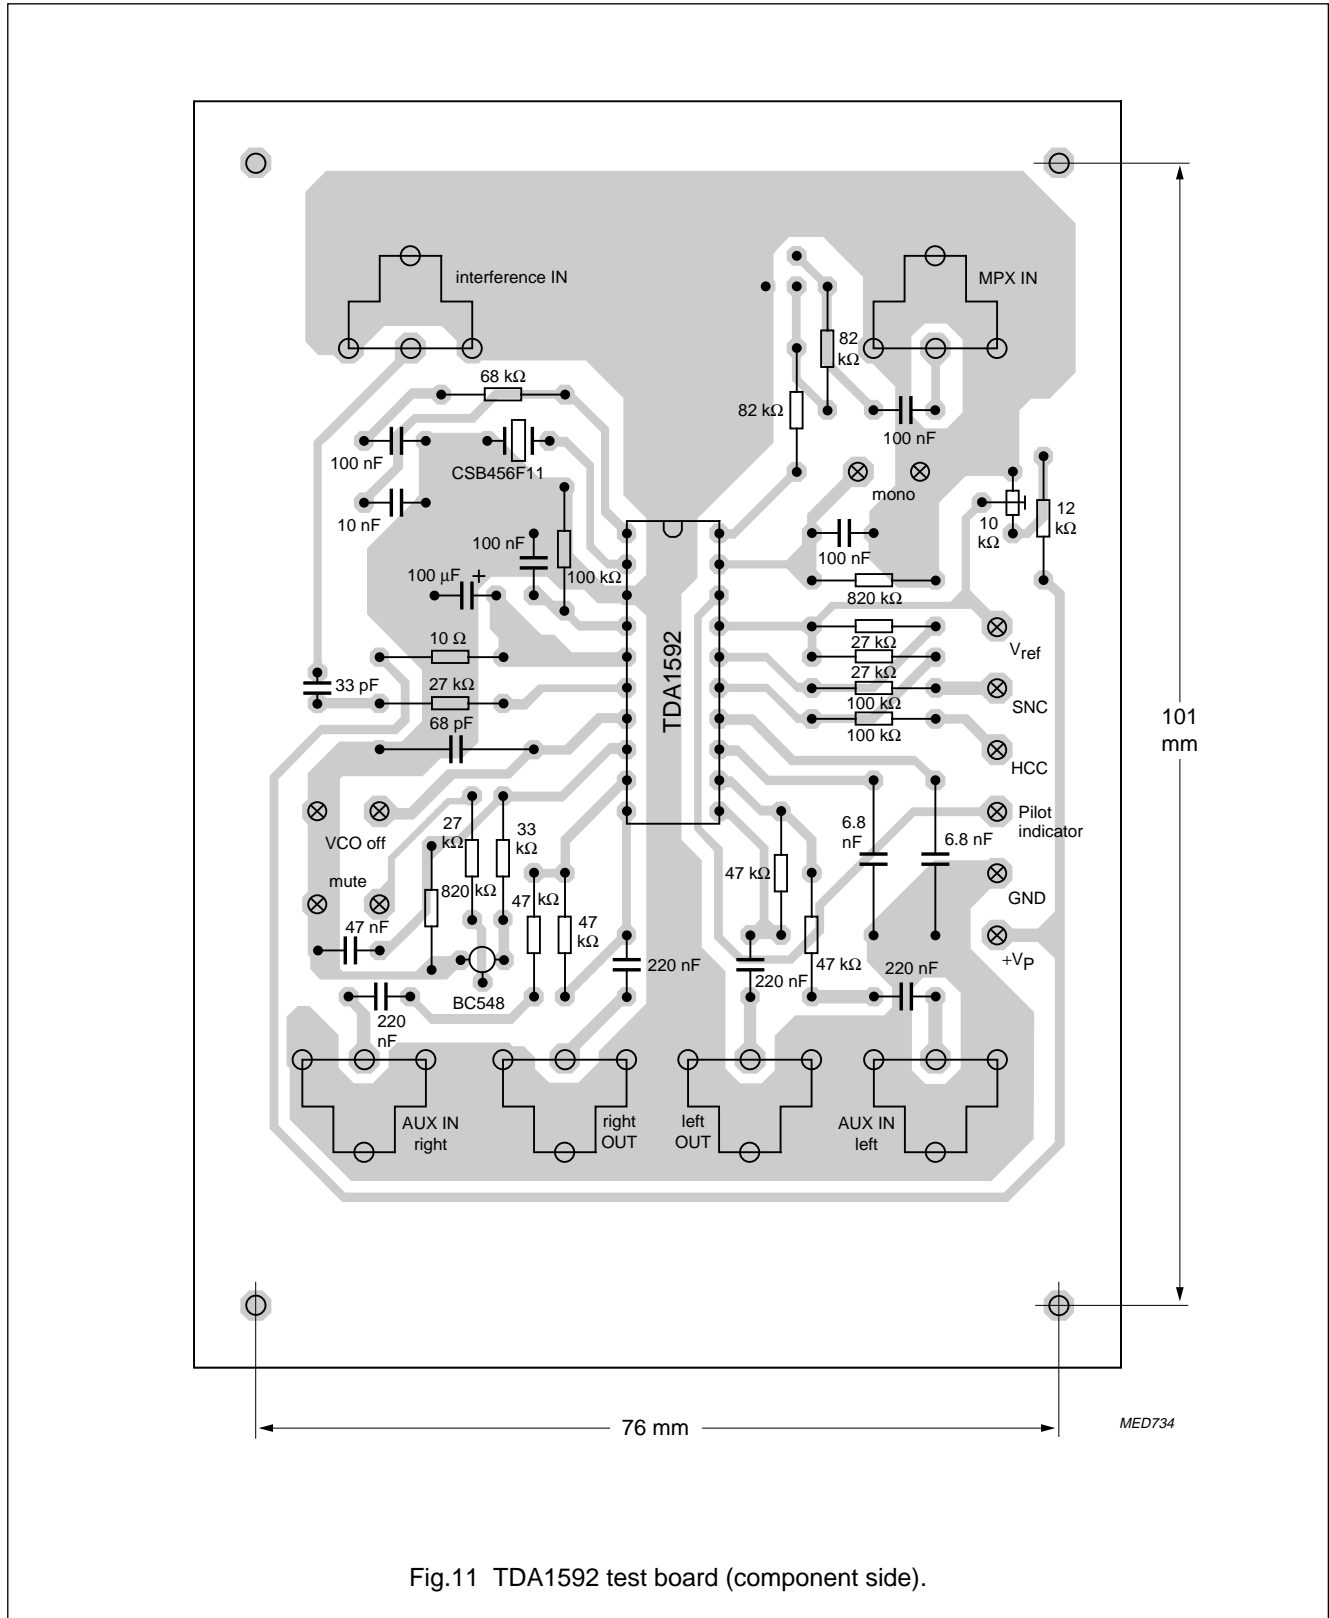 interference IN
MPX IN
68 kΩ
82
kΩ
82 kΩ
100 nF
100 nF
CSB456F11
mono
10 nF
10
kΩ
12
kΩ
100 nF
100 kΩ
100 nF
100 µF +
820 kΩ
TDA1592
10 Ω
27 kΩ
Vref
27 kΩ
33 pF
27 kΩ
100 kΩ
SNC
68 pF
100 kΩ
101
mm
HCC
VCO off
27
kΩ
33
kΩ
6.8
nF
6.8 nF
Pilot
indicator
mute
820 kΩ
47 kΩ
47
kΩ
47 kΩ
GND
47 nF
220 nF
220 nF
47 kΩ
220 nF
+VP
BC548
220
nF
AUX IN
right
right
OUT
left
OUT
AUX IN
left
76 mm
MED734
Fig.11 TDA1592 test board (component side).